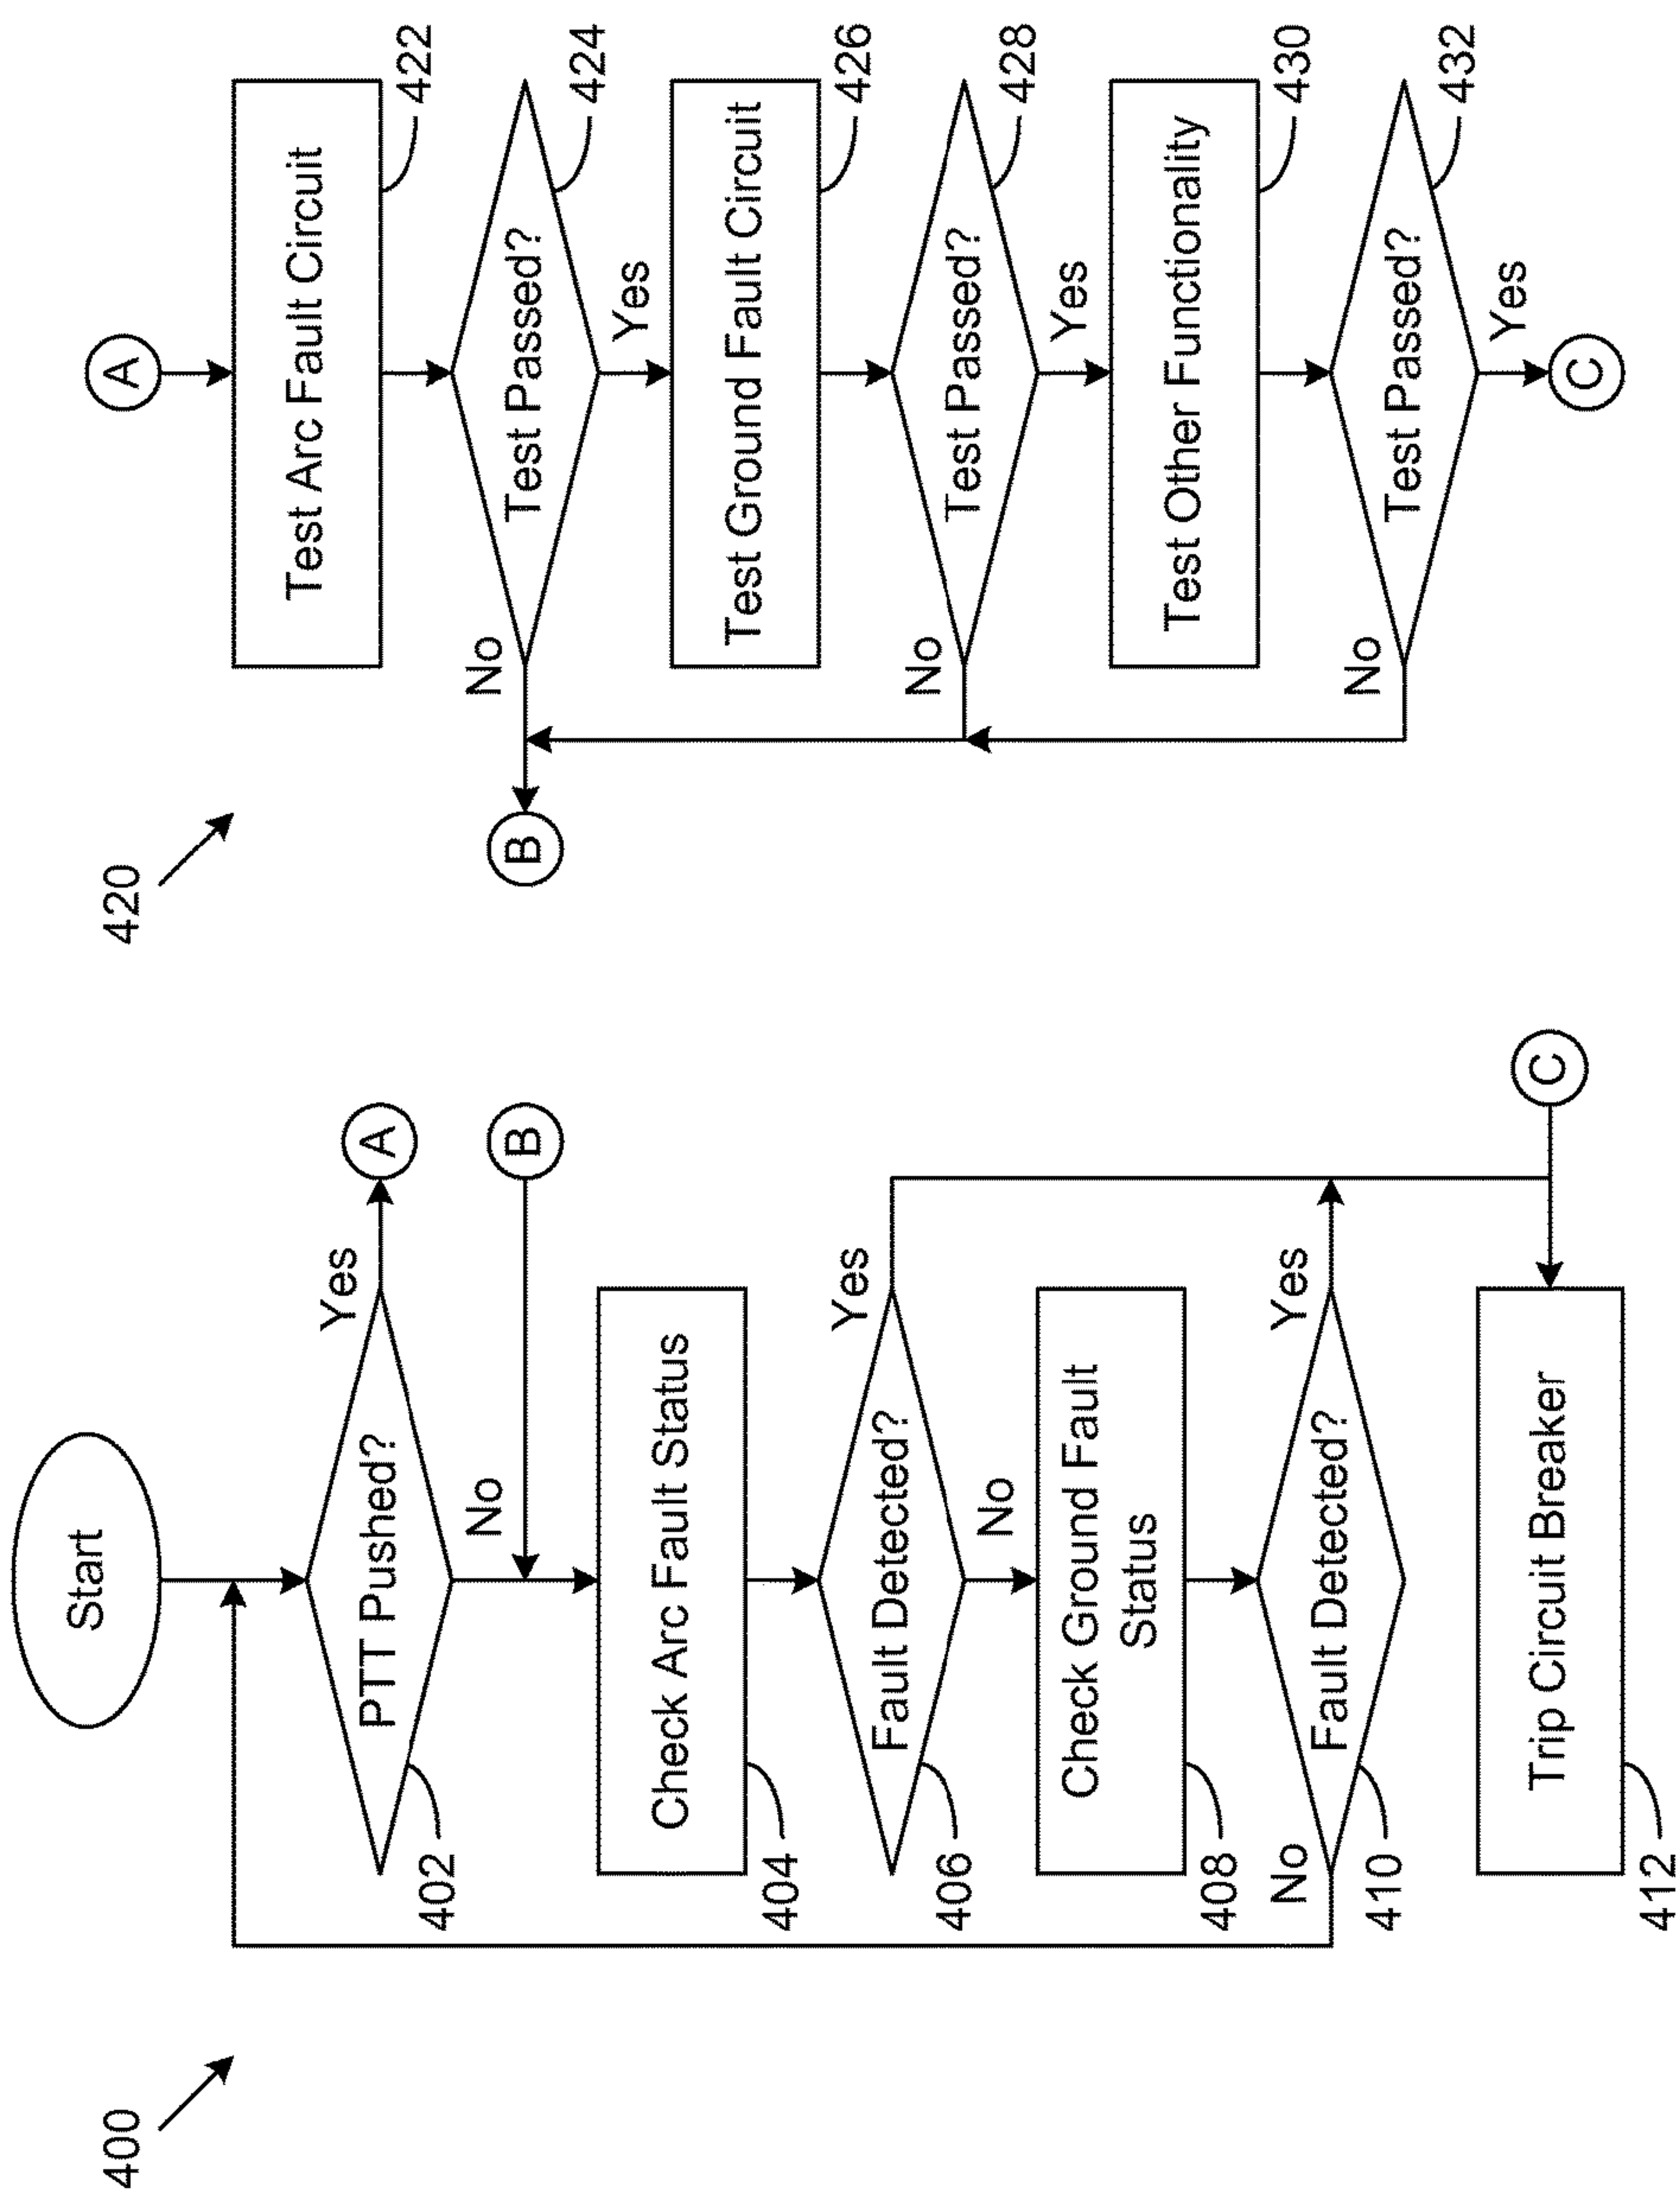 400
Start
PTT Pushed?
Yes
A
402
No
B
Check Arc Fault Status
404
Fault Detected?
Yes
406
No
Check Ground Fault
Status
408
Fault Detected?
Yes
No
410
C
Trip Circuit Breaker
412
420
A
Test Arc Fault Circuit
422
Test Passed?
424
No
B
Yes
Test Ground Fault Circuit
426
Test Passed?
428
No
Yes
Test Other Functionality
430
Test Passed?
432
No
Yes
C